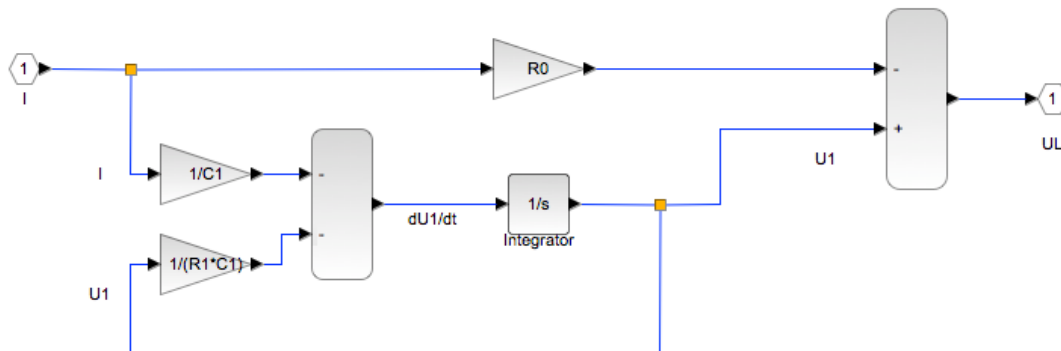 1
I
R0
-
+
1
UL
U1
I
1/C1
-
-
dU1/dt
1/s
Integrator
1/(R1*C1)
U1